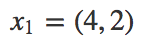 x₁ = (4, 2)